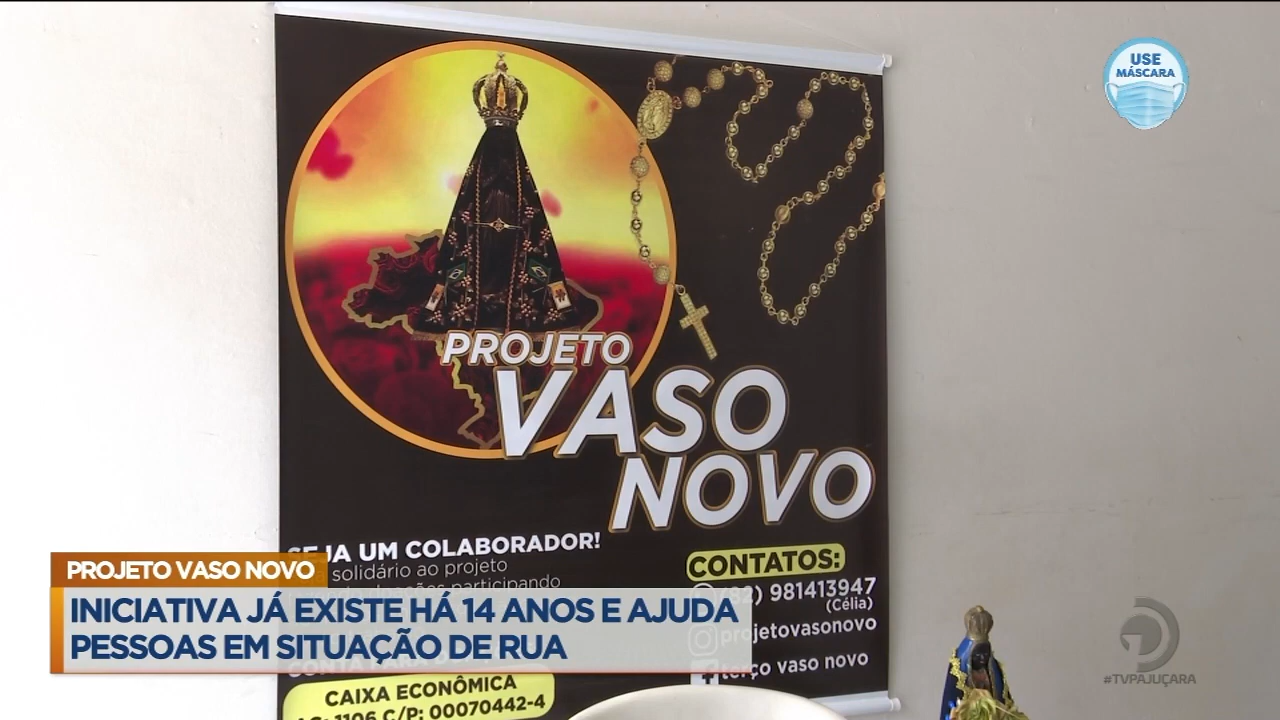 USE
MÁSCARA
PROJETO
VASO
NOVO
JA UM COLABORADOR!
solidário ao projeto
participando
CONTATOS:
981413947
(Célia)
projetovasonovo
terço vaso novo
PROJETO VASO NOVO
INICIATIVA JÁ EXISTE HÁ 14 ANOS E AJUDA
PESSOAS EM SITUAÇÃO DE RUA
CAIXA ECONÔMICA
1106 C/P: 00070442-4
#TVPAJUÇARA